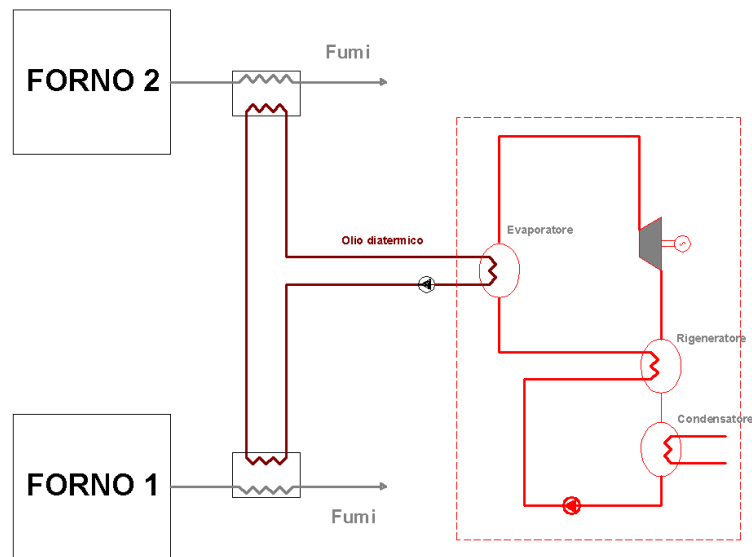 Fumi
FORNO 2
Evaporatore
Olio diatermico
Rigeneratore
Condensatore
FORNO 1
Fumi